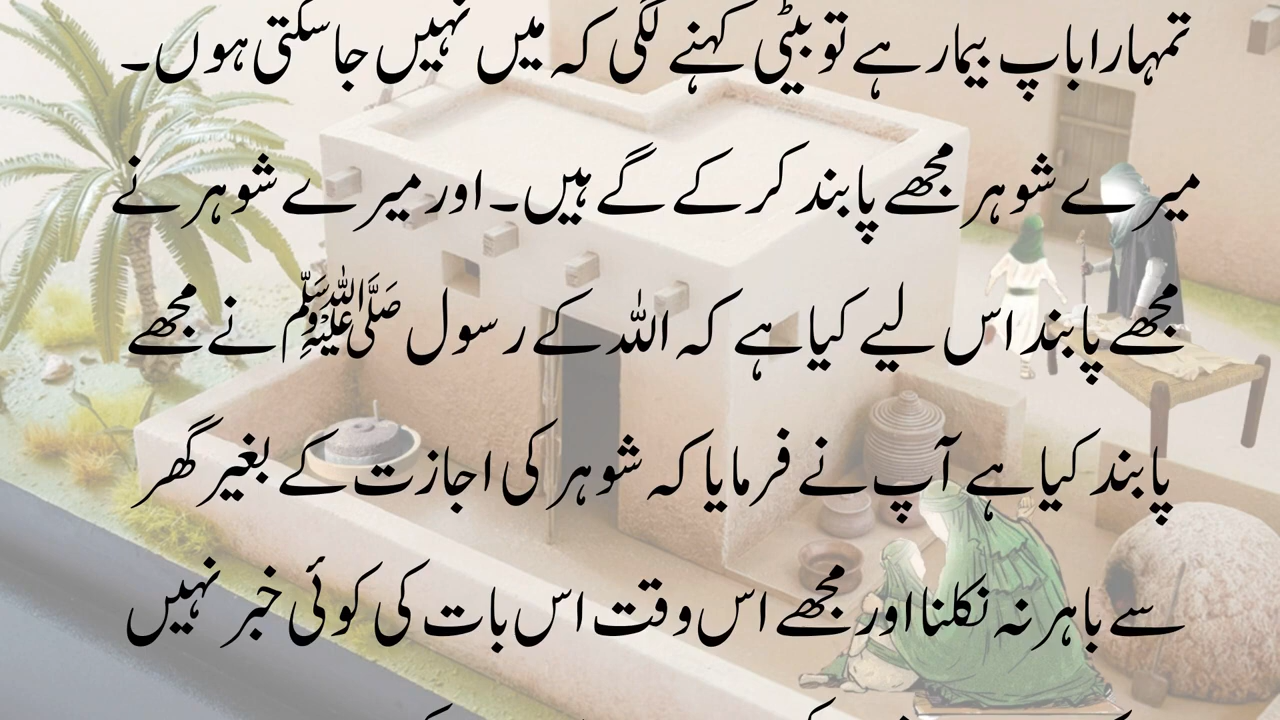 تمہارا باپ بیمار ہے تو بیٹی کہنے لگی کہ میں نہیں جا سکتی ہوں۔
میرے شوہر مجھے پابند کر کے گے ہیں۔ اور میرے شوہر نے
مجھے پابند اس لیے کیا ہے کہ اللہ کے رسول ﷺ نے مجھے
پابند کیا ہے آپ نے فرمایا کہ شوہر کی اجازت کے بغیر گھر
سے باہر نہ نکلنا اور مجھے اس وقت اس بات کی کوئی خبر نہیں